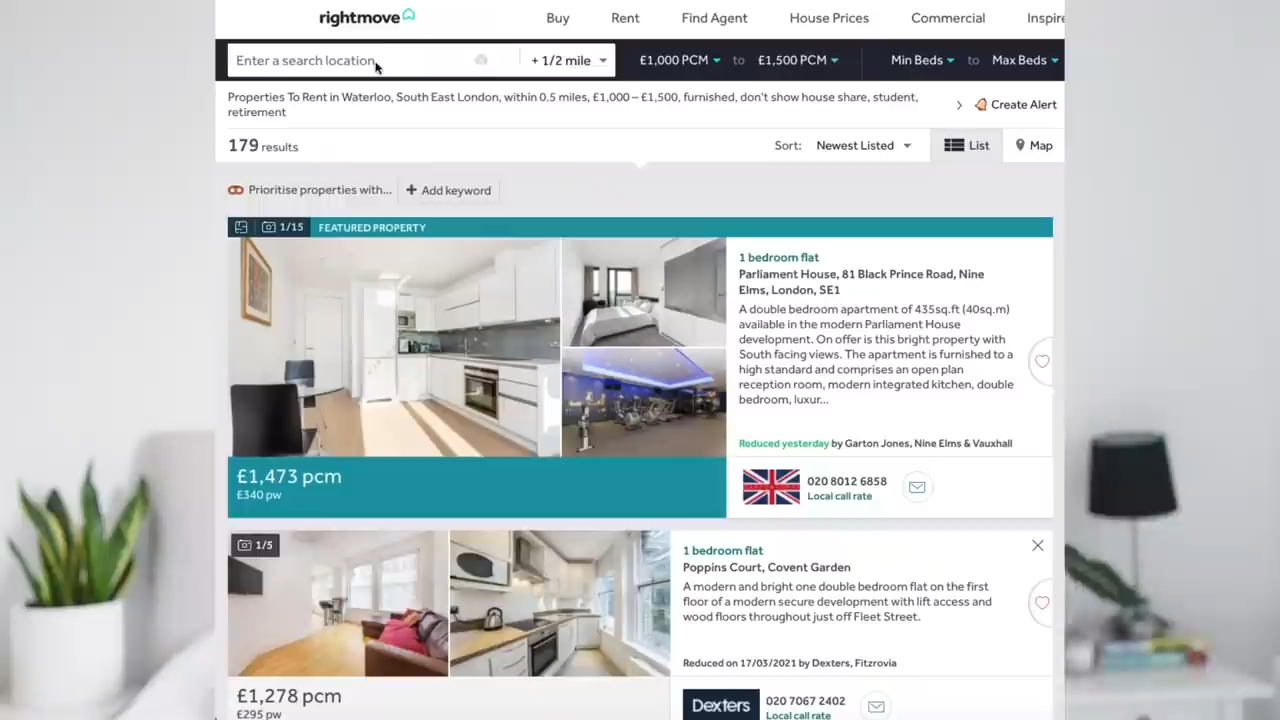 rightmove
Buy Rent Find Agent House Prices Commercial Inspire
Enter a search location
+ 1/2 mile
£1,000 PCM to £1,500 PCM
Min Beds to Max Beds
Properties To Rent in Waterloo, South East London, within 0.5 miles, £1,000 – £1,500, furnished, don't show house share, student,
retirement
Create Alert
179 results
Sort: Newest Listed
List
Map
Prioritise properties with...
+ Add keyword
1/15
FEATURED PROPERTY
1 bedroom flat
Parliament House, 81 Black Prince Road, Nine
Elms, London, SE1
A double bedroom apartment of 435sq.ft (40sq.m)
available in the modern Parliament House
development. On offer is this bright property with
South facing views. The apartment is furnished to a
high standard and comprises an open plan
reception room, modern integrated kitchen, double
bedroom, luxur...
Reduced yesterday by Garton Jones, Nine Elms & Vauxhall
£1,473 pcm
£340 pw
020 8012 6858
Local call rate
1/5
1 bedroom flat
Poppins Court, Covent Garden
A modern and bright one double bedroom flat on the first
floor of a modern secure development with lift access and
wood floors throughout just off Fleet Street.
Reduced on 17/03/2021 by Dexters, Fitzrovia
£1,278 pcm
£295 pw
Dexters
020 7067 2402
Local call rate